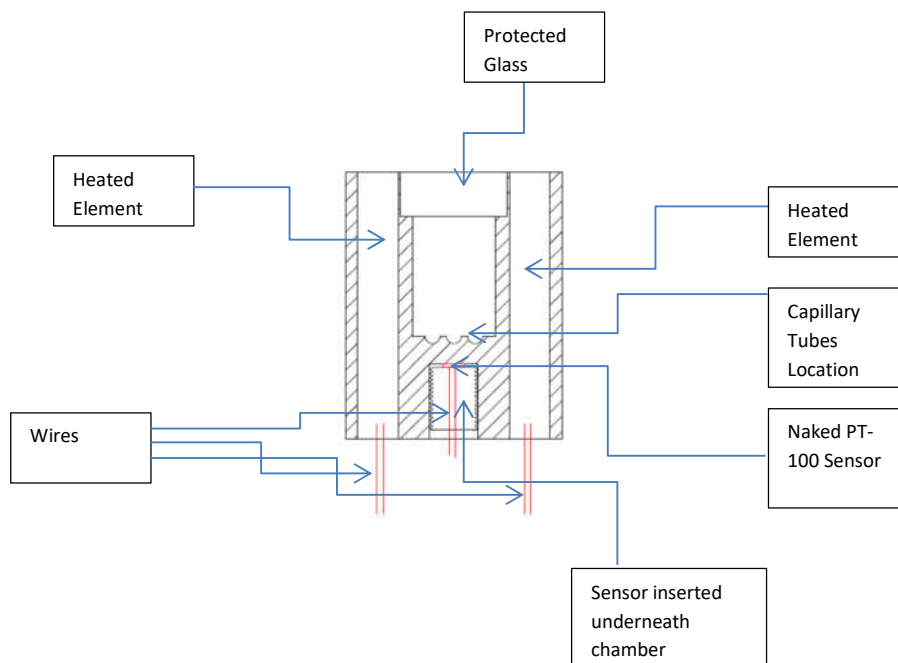 Protected
Glass
Heated
Element
Heated
Element
Capillary
Tubes
Location
Wires
Naked PT-
100 Sensor
Sensor inserted
underneath
chamber